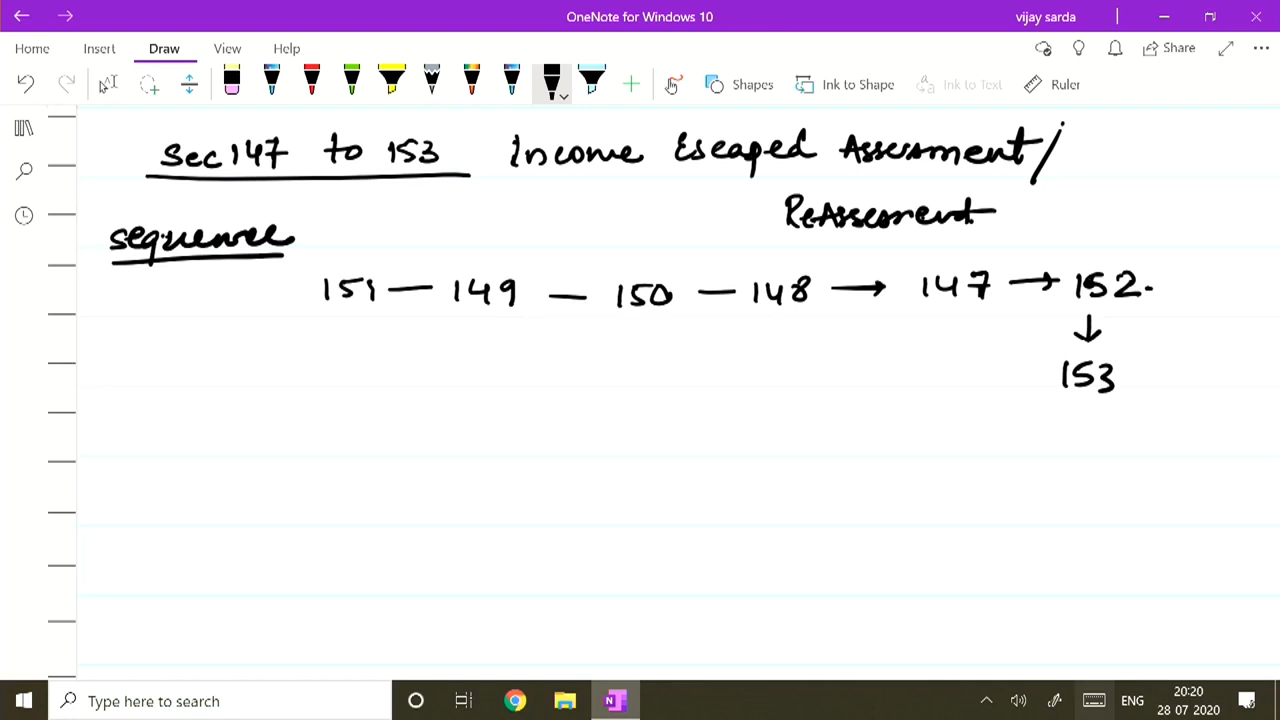 OneNote for Windows 10
vijay sarda
Home Insert Draw View Help
Share
Shapes Ink to Shape Ink to Text Ruler
Sec 147 to 153 Income Escaped Assessment/
ReAssessment
sequence
151 — 149 — 150 — 148 → 147 → 152.
↓
153
Type here to search
ENG
20:20
28 07 2020